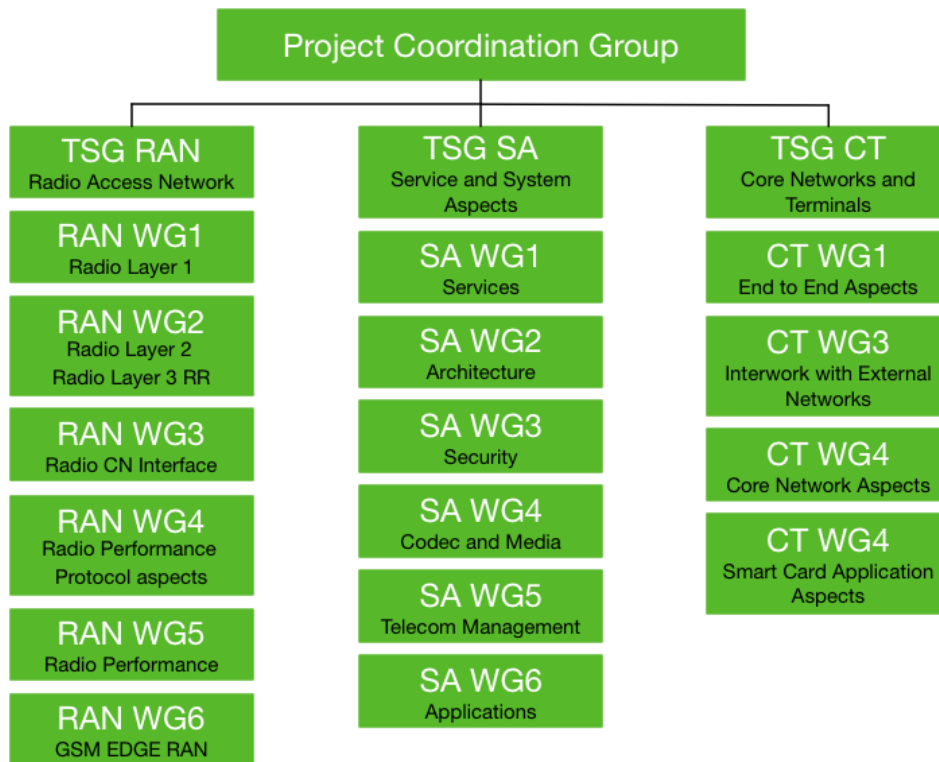 Project Coordination Group
TSG RAN
Radio Access Network
RAN WG1
Radio Layer 1
RAN WG2
Radio Layer 2
Radio Layer 3 RR
RAN WG3
Radio CN Interface
RAN WG4
Radio Performance
Protocol aspects
RAN WG5
Radio Performance
RAN WG6
GSM EDGE RAN
TSG SA
Service and System
Aspects
SA WG1
Services
SA WG2
Architecture
SA WG3
Security
SA WG4
Codec and Media
SA WG5
Telecom Management
SA WG6
Applications
TSG CT
Core Networks and
Terminals
CT WG1
End to End Aspects
CT WG3
Interwork with External
Networks
CT WG4
Core Network Aspects
CT WG4
Smart Card Application
Aspects